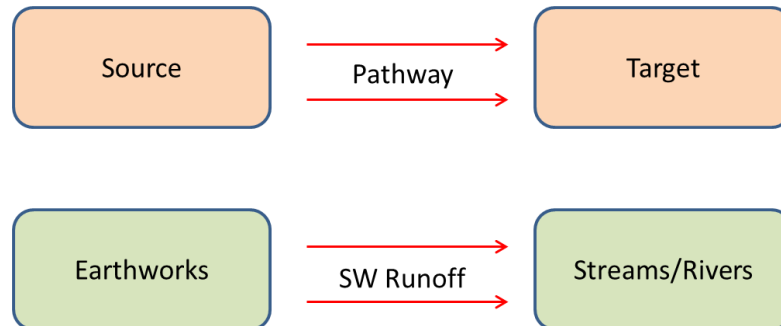 Source
Pathway
Target
Earthworks
SW Runoff
Streams/Rivers